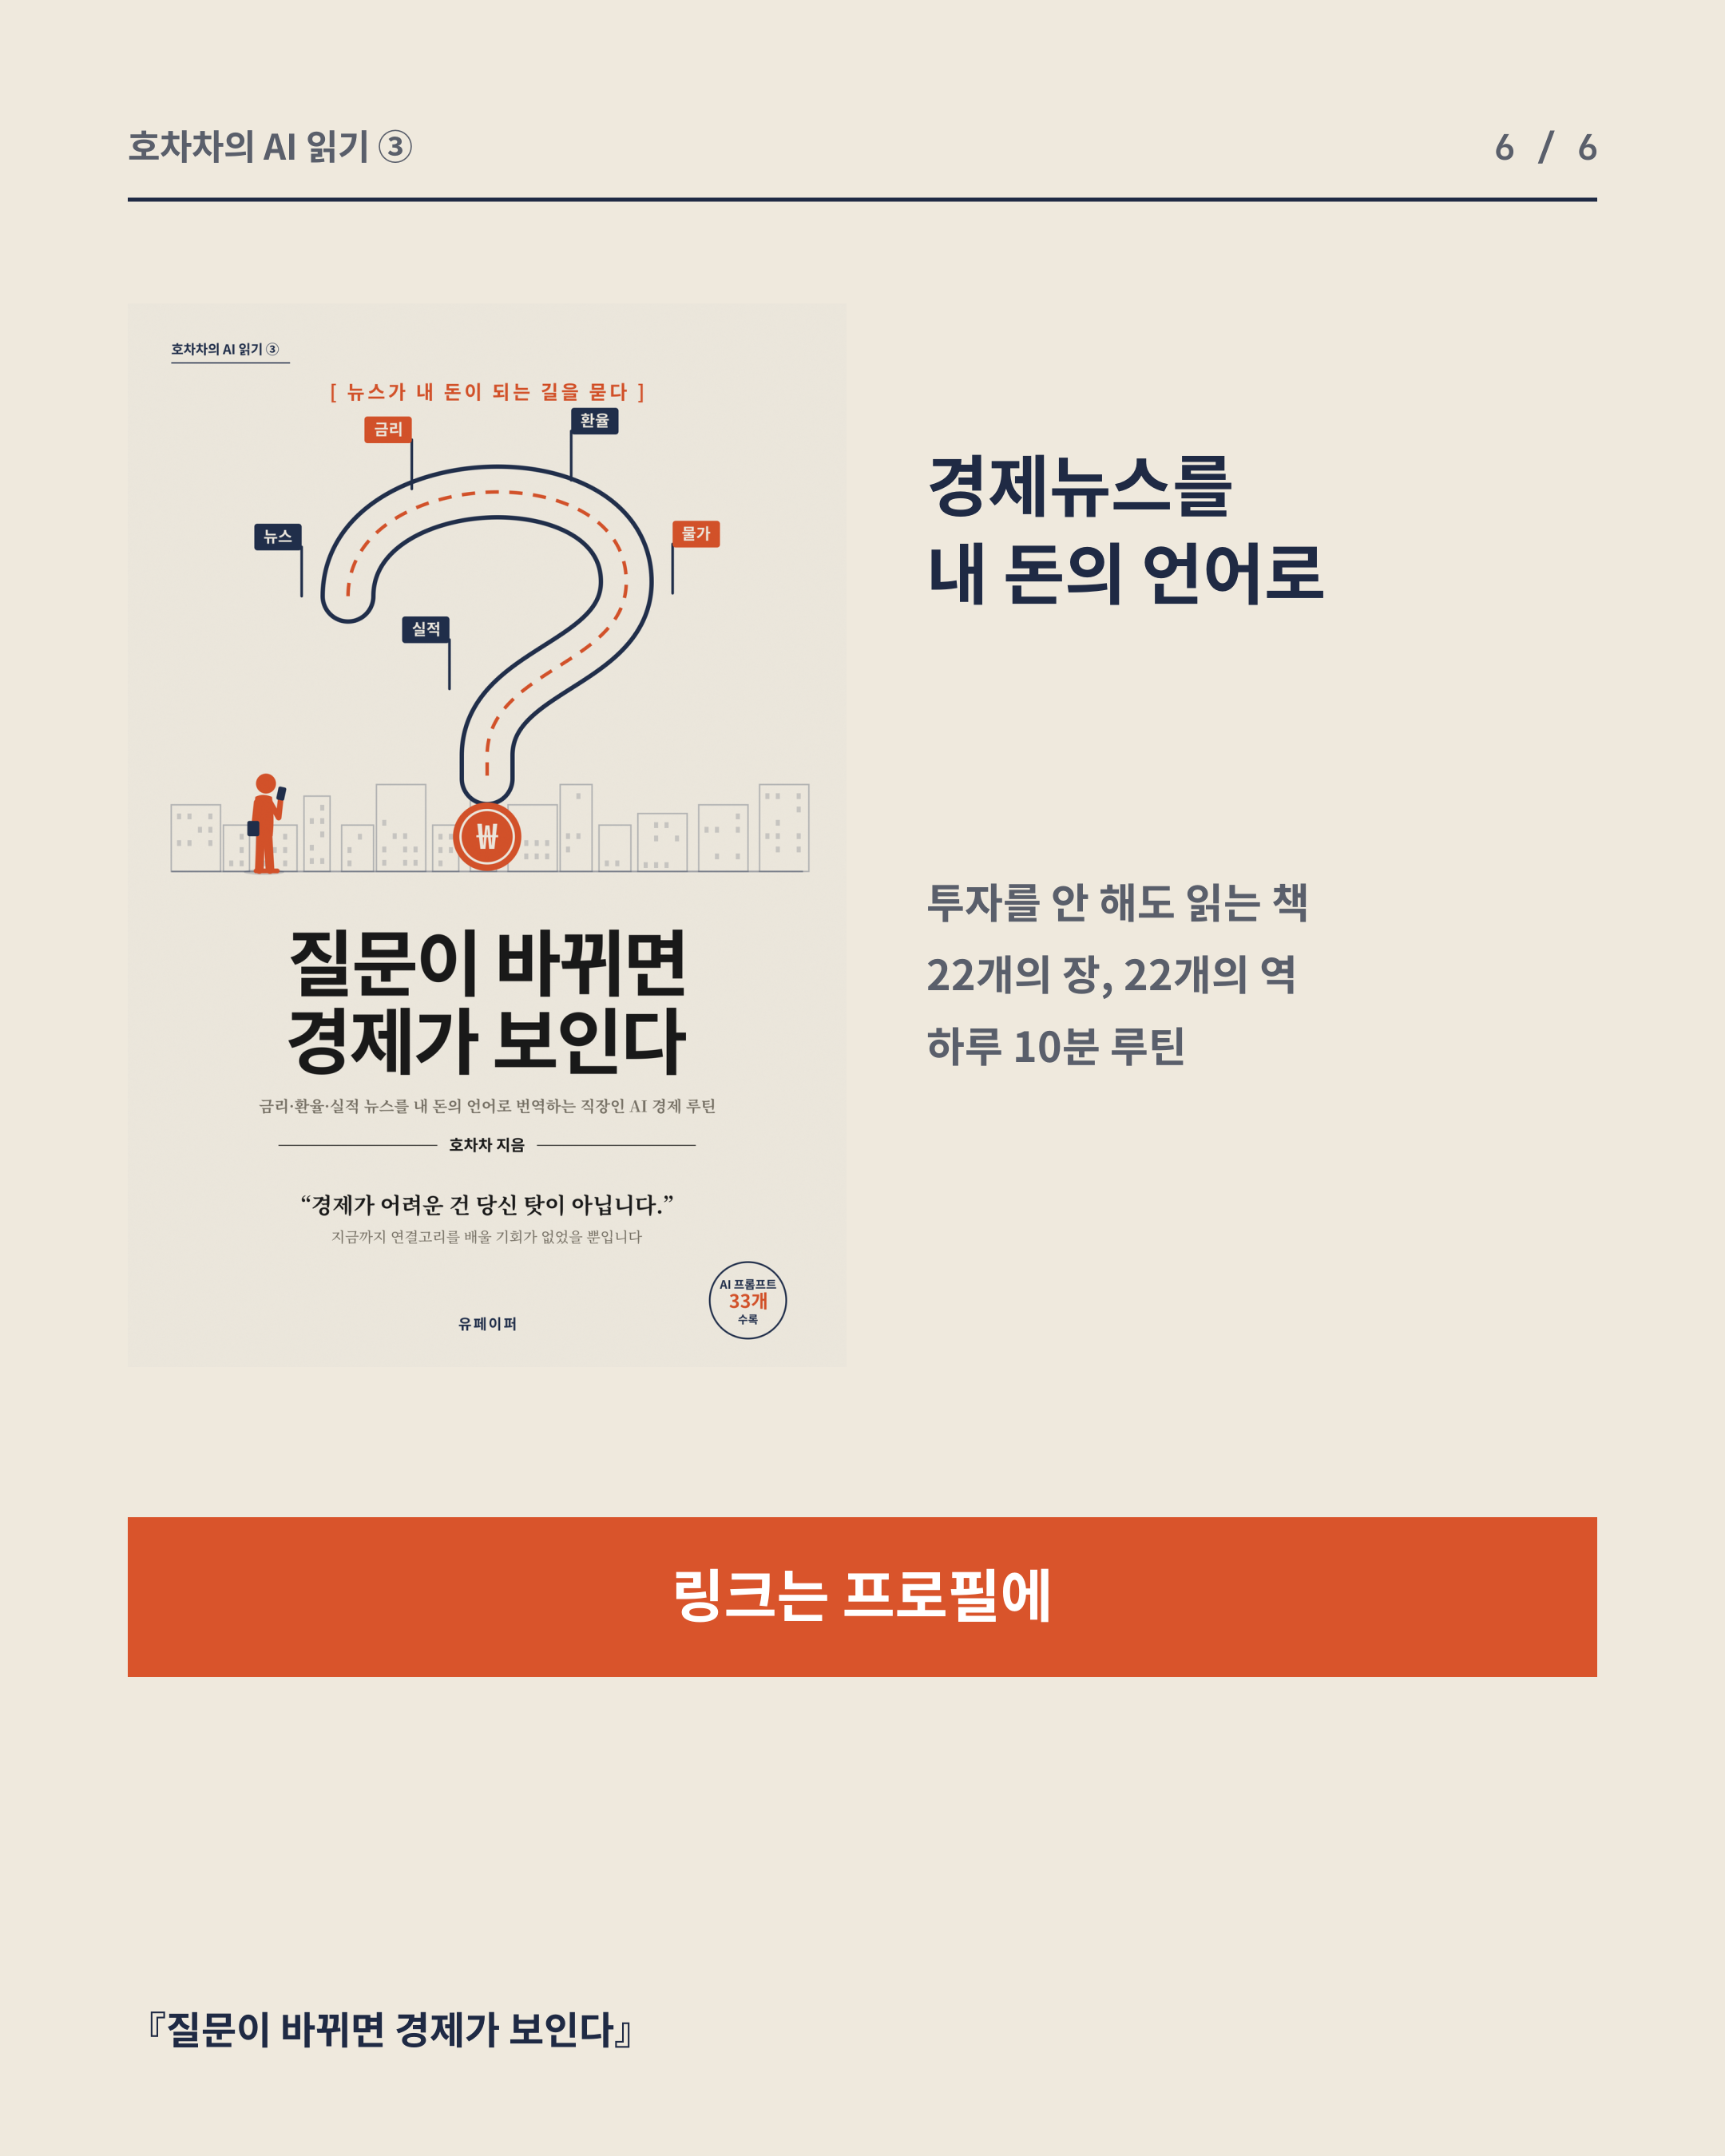 호차차의 AI 읽기 ③
6 / 6
호차차의 AI 읽기 ③
[ 뉴스가 내 돈이 되는 길을 묻다 ]
금리
환율
뉴스
물가
실적
₩
질문이 바뀌면
경제가 보인다
금리·환율·실적 뉴스를 내 돈의 언어로 번역하는 직장인 AI 경제 루틴
호차차 지음
“경제가 어려운 건 당신 탓이 아닙니다.”
지금까지 연결고리를 배울 기회가 없었을 뿐입니다
AI 프롬프트
33개
수록
유페이퍼
경제뉴스를
내 돈의 언어로
투자를 안 해도 읽는 책
22개의 장, 22개의 역
하루 10분 루틴
링크는 프로필에
『질문이 바뀌면 경제가 보인다』